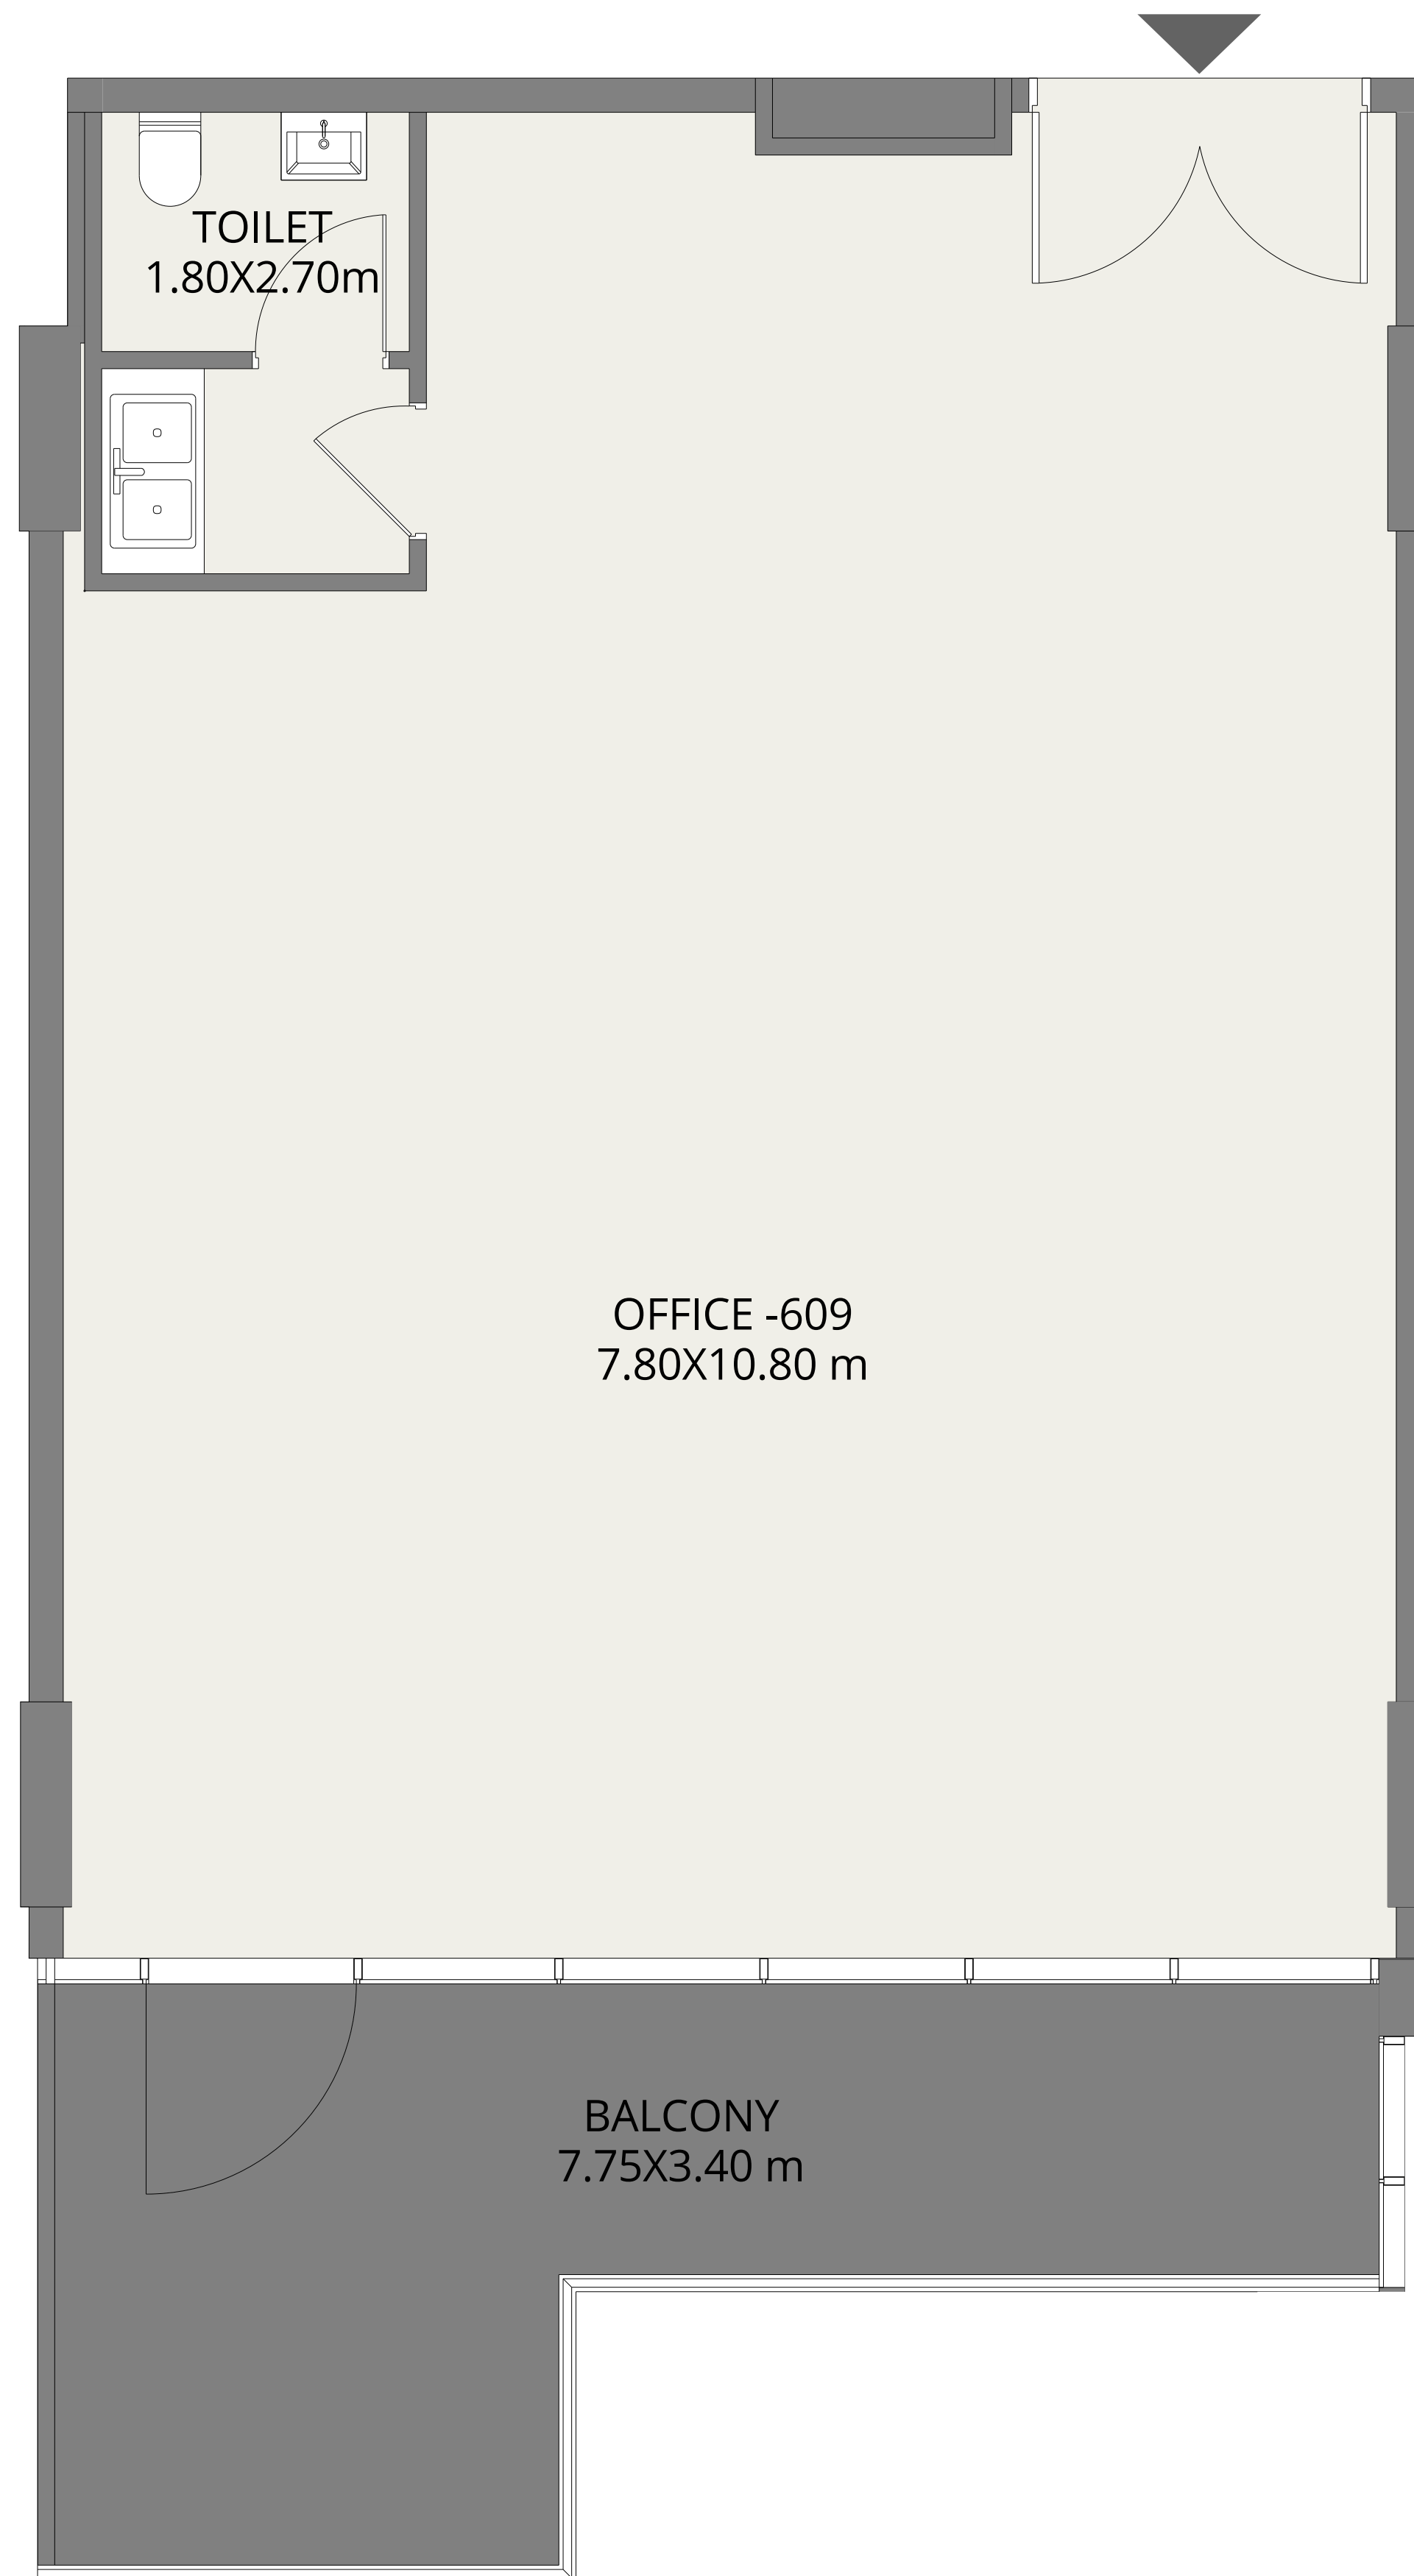 TOILET
1.80X2.70m
OFFICE -609
7.80X10.80 m
BALCONY
7.75X3.40 m